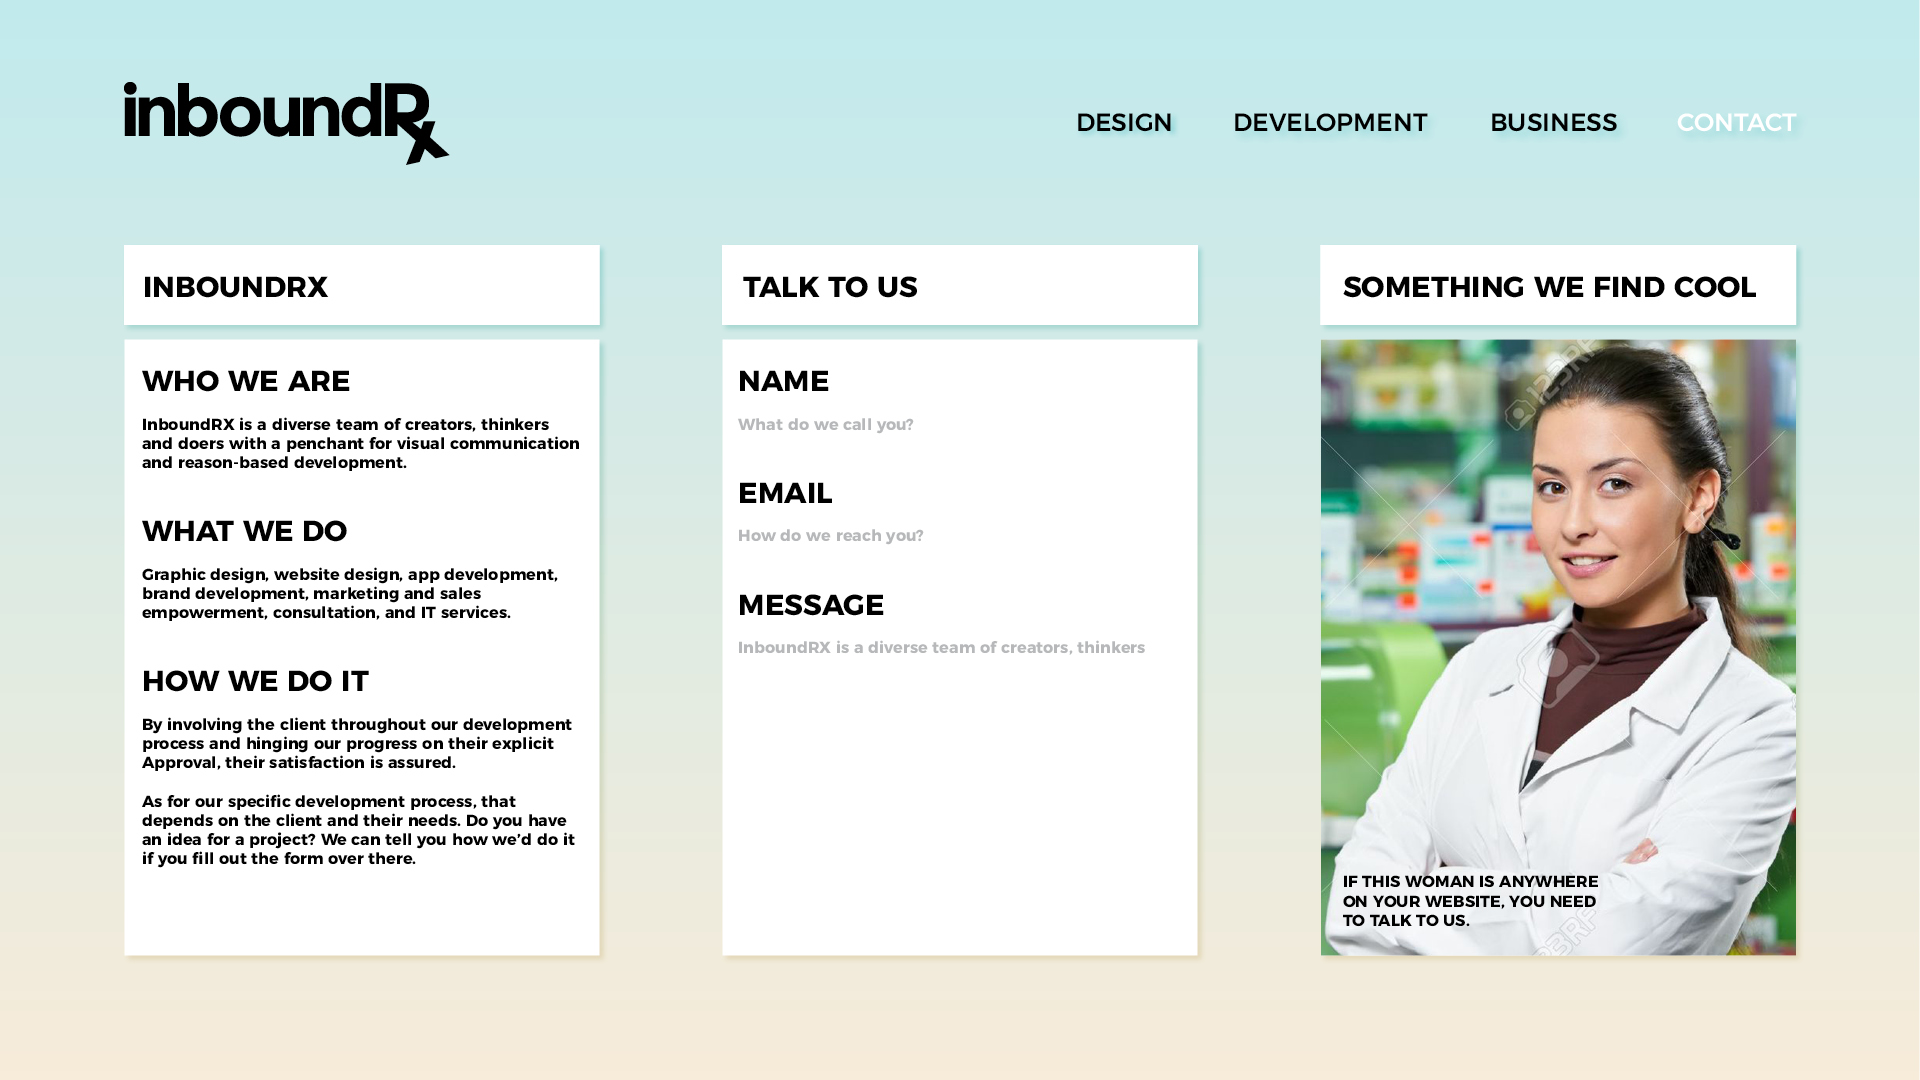 inboundRx
DESIGN DEVELOPMENT BUSINESS CONTACT
INBOUNDRX
WHO WE ARE
InboundRX is a diverse team of creators, thinkers
and doers with a penchant for visual communication
and reason-based development.
WHAT WE DO
Graphic design, website design, app development,
brand development, marketing and sales
empowerment, consultation, and IT services.
HOW WE DO IT
By involving the client throughout our development
process and hinging our progress on their explicit
Approval, their satisfaction is assured.
As for our specific development process, that
depends on the client and their needs. Do you have
an idea for a project? We can tell you how we’d do it
if you fill out the form over there.
TALK TO US
NAME
What do we call you?
EMAIL
How do we reach you?
MESSAGE
InboundRX is a diverse team of creators, thinkers
SOMETHING WE FIND COOL
123RF
IF THIS WOMAN IS ANYWHERE
ON YOUR WEBSITE, YOU NEED
TO TALK TO US.
123RF